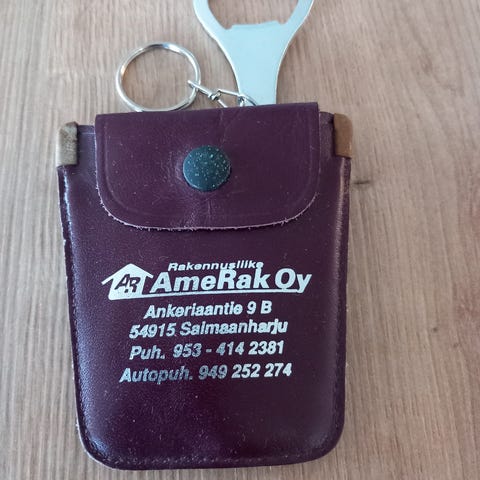 Rakennusliike
AR AmeRak Oy
Ankeriaantie 9 B
54915 Saimaanharju
Puh. 953 - 414 2381
Autopuh. 949 252 274